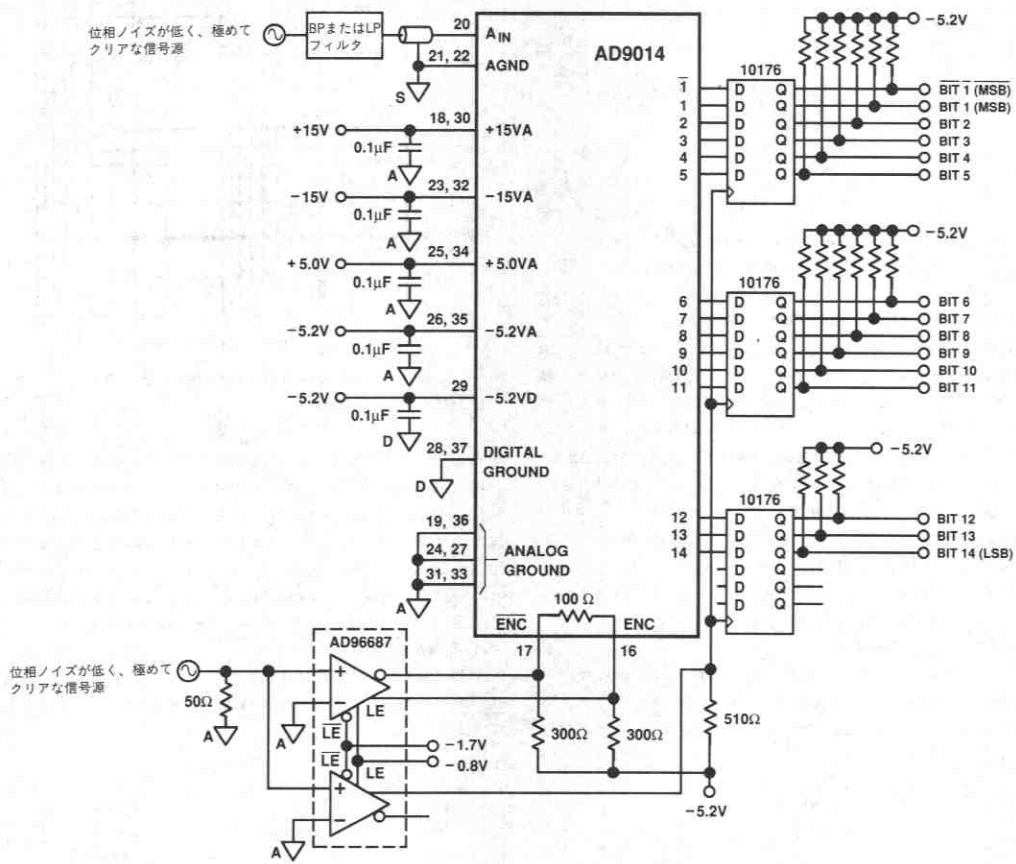 位相ノイズが低く、極めて
クリアな信号源
BPまたはLP
フィルタ
20
AIN
21, 22
AGND
S
AD9014
+15V
18, 30
+15VA
0.1μF
A
−15V
23, 32
−15VA
0.1μF
A
+5.0V
25, 34
+5.0VA
0.1μF
A
−5.2V
26, 35
−5.2VA
0.1μF
A
−5.2V
29
−5.2VD
0.1μF
D
28, 37
DIGITAL
GROUND
D
19, 36
24, 27
31, 33
ANALOG
GROUND
A
100 Ω
ENC
ENC
17
16
−5.2V
10176
1
D
Q
BIT 1 (MSB)
1
D
Q
BIT 1 (MSB)
2
D
Q
BIT 2
3
D
Q
BIT 3
4
D
Q
BIT 4
5
D
Q
BIT 5
−5.2V
10176
6
D
Q
BIT 6
7
D
Q
BIT 7
8
D
Q
BIT 8
9
D
Q
BIT 9
10
D
Q
BIT 10
11
D
Q
BIT 11
−5.2V
10176
12
D
Q
BIT 12
13
D
Q
BIT 13
14
D
Q
BIT 14 (LSB)
D
Q
D
Q
D
Q
位相ノイズが低く、極めて
クリアな信号源
50Ω
A
AD96687
+
−
A
LE
LE
−1.7V
LE
LE
−0.8V
+
−
A
300Ω
300Ω
510Ω
−5.2V